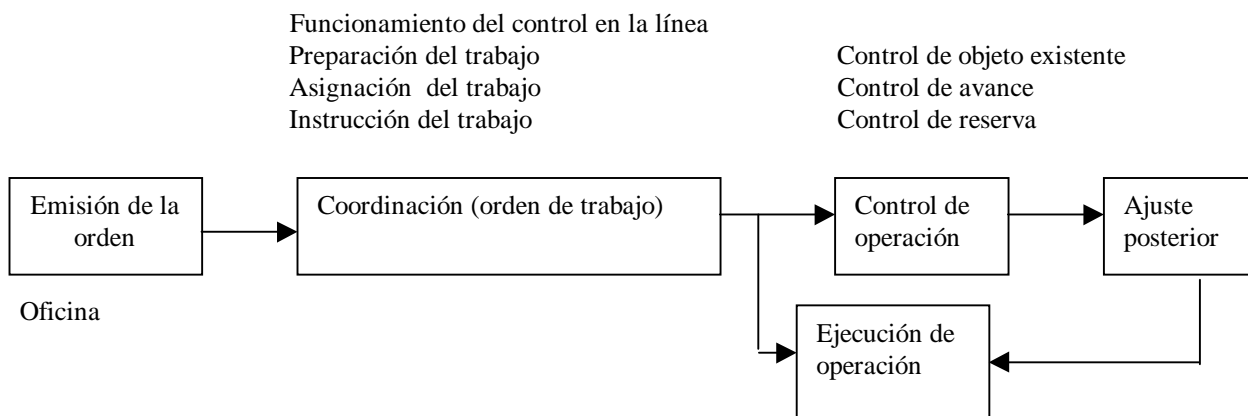 Funcionamiento del control en la línea
Preparación del trabajo
Asignación del trabajo
Instrucción del trabajo
Control de objeto existente
Control de avance
Control de reserva
Emisión de la
orden
Coordinación (orden de trabajo)
Control de
operación
Ajuste
posterior
Oficina
Ejecución de
operación